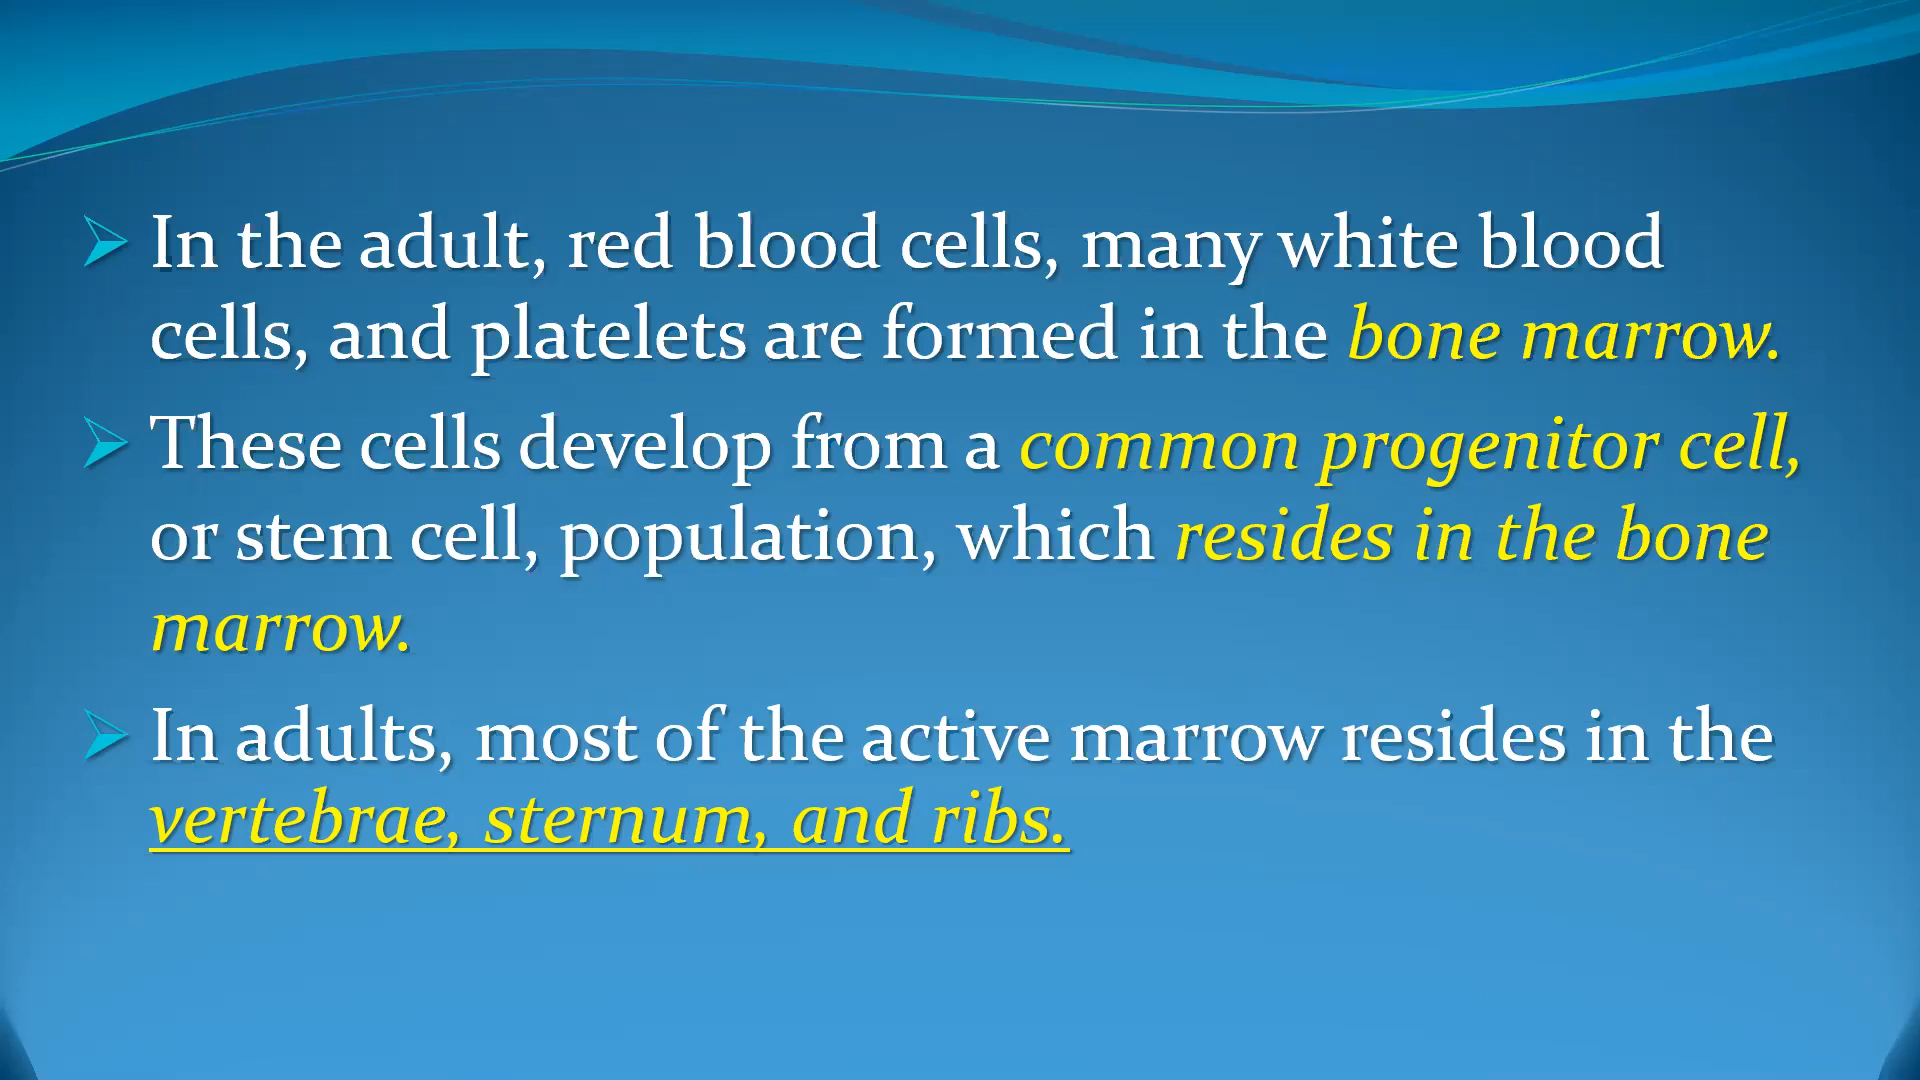 In the adult, red blood cells, many white blood
cells, and platelets are formed in the bone marrow.
These cells develop from a common progenitor cell,
or stem cell, population, which resides in the bone
marrow.
In adults, most of the active marrow resides in the
vertebrae, sternum, and ribs.